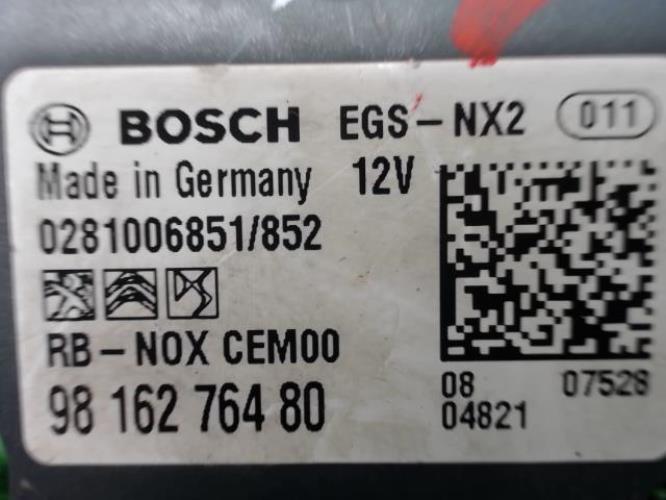 BOSCH EGS-NX2 011
Made in Germany 12V
0281006851/852
RB-NOX CEM00
98 162 764 80
08 07528
04821